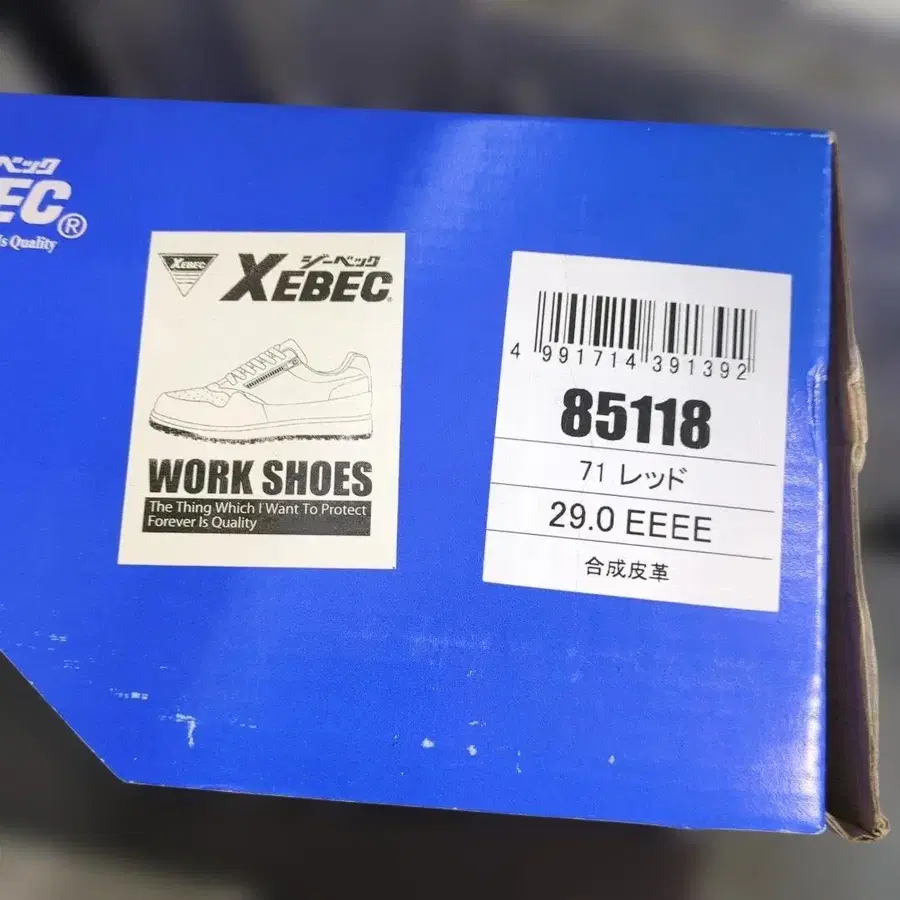 ベック
EC®
Is Quality
XEBEC
ジーベック
XEBEC®
WORK SHOES
The Thing Which I Want To Protect
Forever Is Quality
4 991714 391392
85118
71 レッド
29.0 EEEE
合成皮革